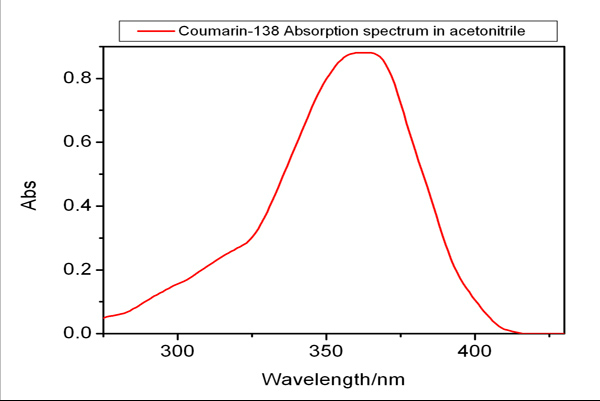 Coumarin-138 Absorption spectrum in acetonitrile
Abs
0.8
0.6
0.4
0.2
0.0
300 350 400
Wavelength/nm